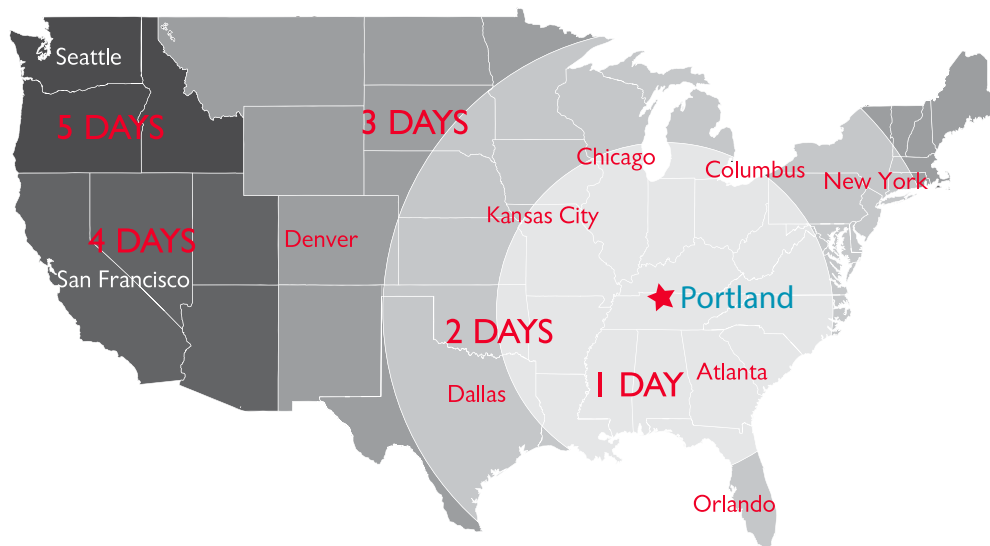 Seattle
5 DAYS
3 DAYS
Chicago
Columbus
New York
Kansas City
4 DAYS
Denver
San Francisco
Portland
2 DAYS
1 DAY
Atlanta
Dallas
Orlando